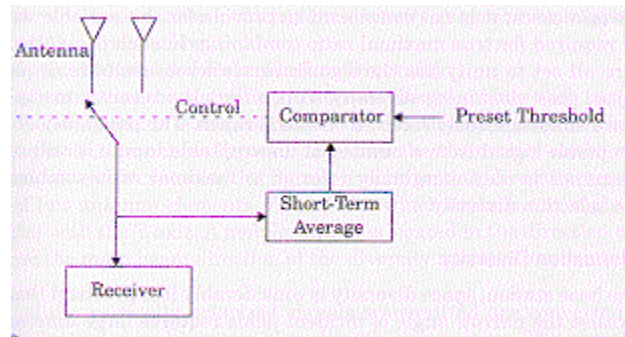 Antenna
Control
Comparator
Preset Threshold
Short-Term
Average
Receiver